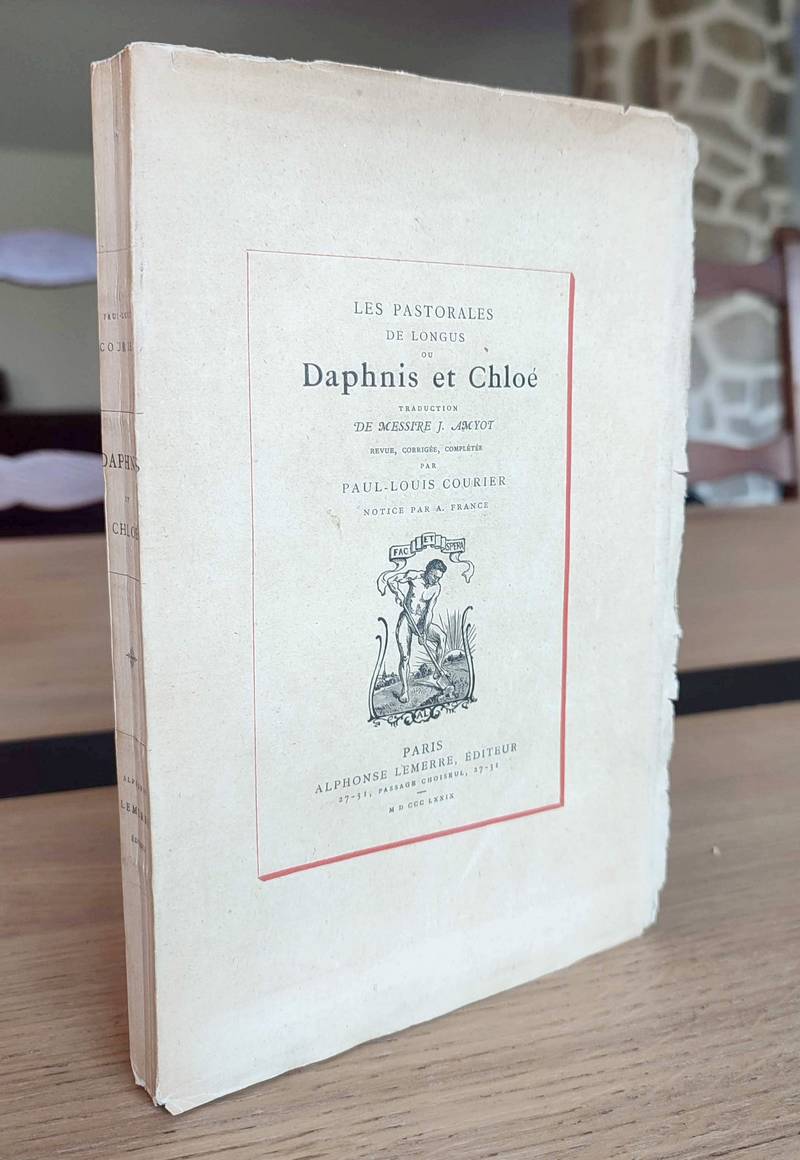 LES PASTORALES
DE LONGUS
OU
Daphnis et Chloé
TRADUCTION
DE MESSIRE J. AMYOT
REVUE, CORRIGÉE, COMPLÉTÉE
PAR
PAUL-LOUIS COURIER
NOTICE PAR A. FRANCE
FAC ET SPERA
AL
PARIS
ALPHONSE LEMERRE, ÉDITEUR
27-31, PASSAGE CHOISEUL, 27-31
M D CCC LXXIX
DAPHNIS
ET
CHLOÉ